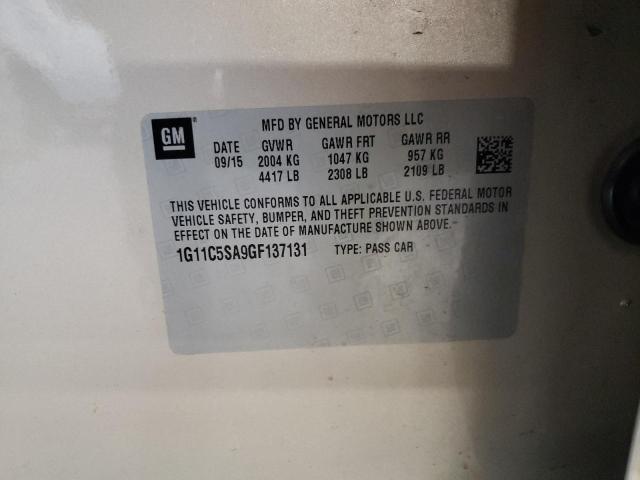 GM
MFD BY GENERAL MOTORS LLC
DATE GVWR GAWR FRT GAWR RR
09/15 2004 KG 1047 KG 957 KG
4417 LB 2308 LB 2109 LB
THIS VEHICLE CONFORMS TO ALL APPLICABLE U.S. FEDERAL MOTOR
VEHICLE SAFETY, BUMPER, AND THEFT PREVENTION STANDARDS IN
EFFECT ON THE DATE OF MANUFACTURE SHOWN ABOVE.
1G11C5SA9GF137131 TYPE: PASS CAR